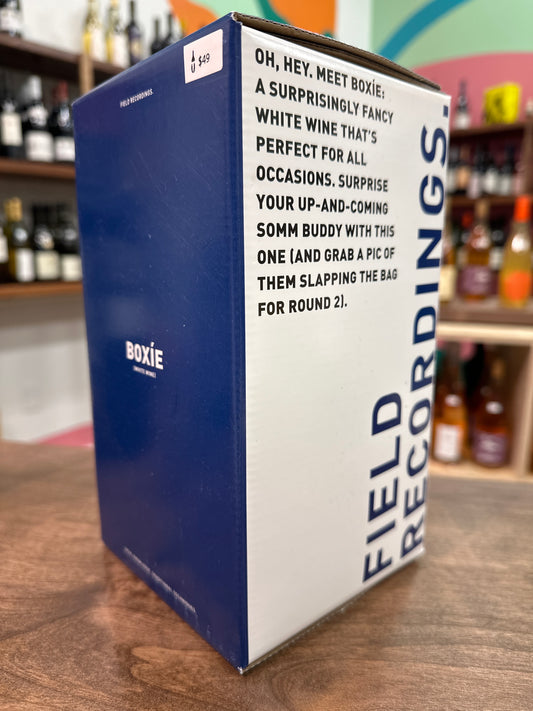 $49
FIELD RECORDINGS.
BOXÍE
(WHITE WINE)
OH, HEY. MEET BOXÍE:
A SURPRISINGLY FANCY
WHITE WINE THAT'S
PERFECT FOR ALL
OCCASIONS. SURPRISE
YOUR UP-AND-COMING
SOMM BUDDY WITH THIS
ONE (AND GRAB A PIC OF
THEM SLAPPING THE BAG
FOR ROUND 2).
FIELD
RECORDINGS.